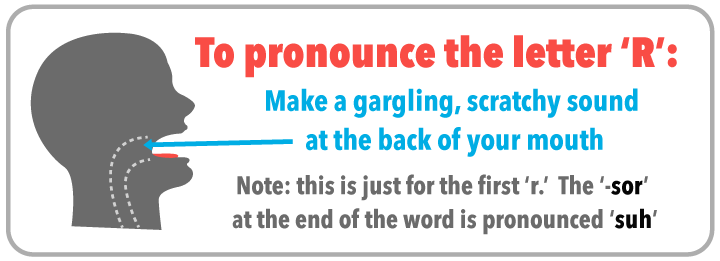 To pronounce the letter ‘R’:
Make a gargling, scratchy sound
at the back of your mouth
Note: this is just for the first ‘r.’ The ‘-sor’
at the end of the word is pronounced ‘suh‘